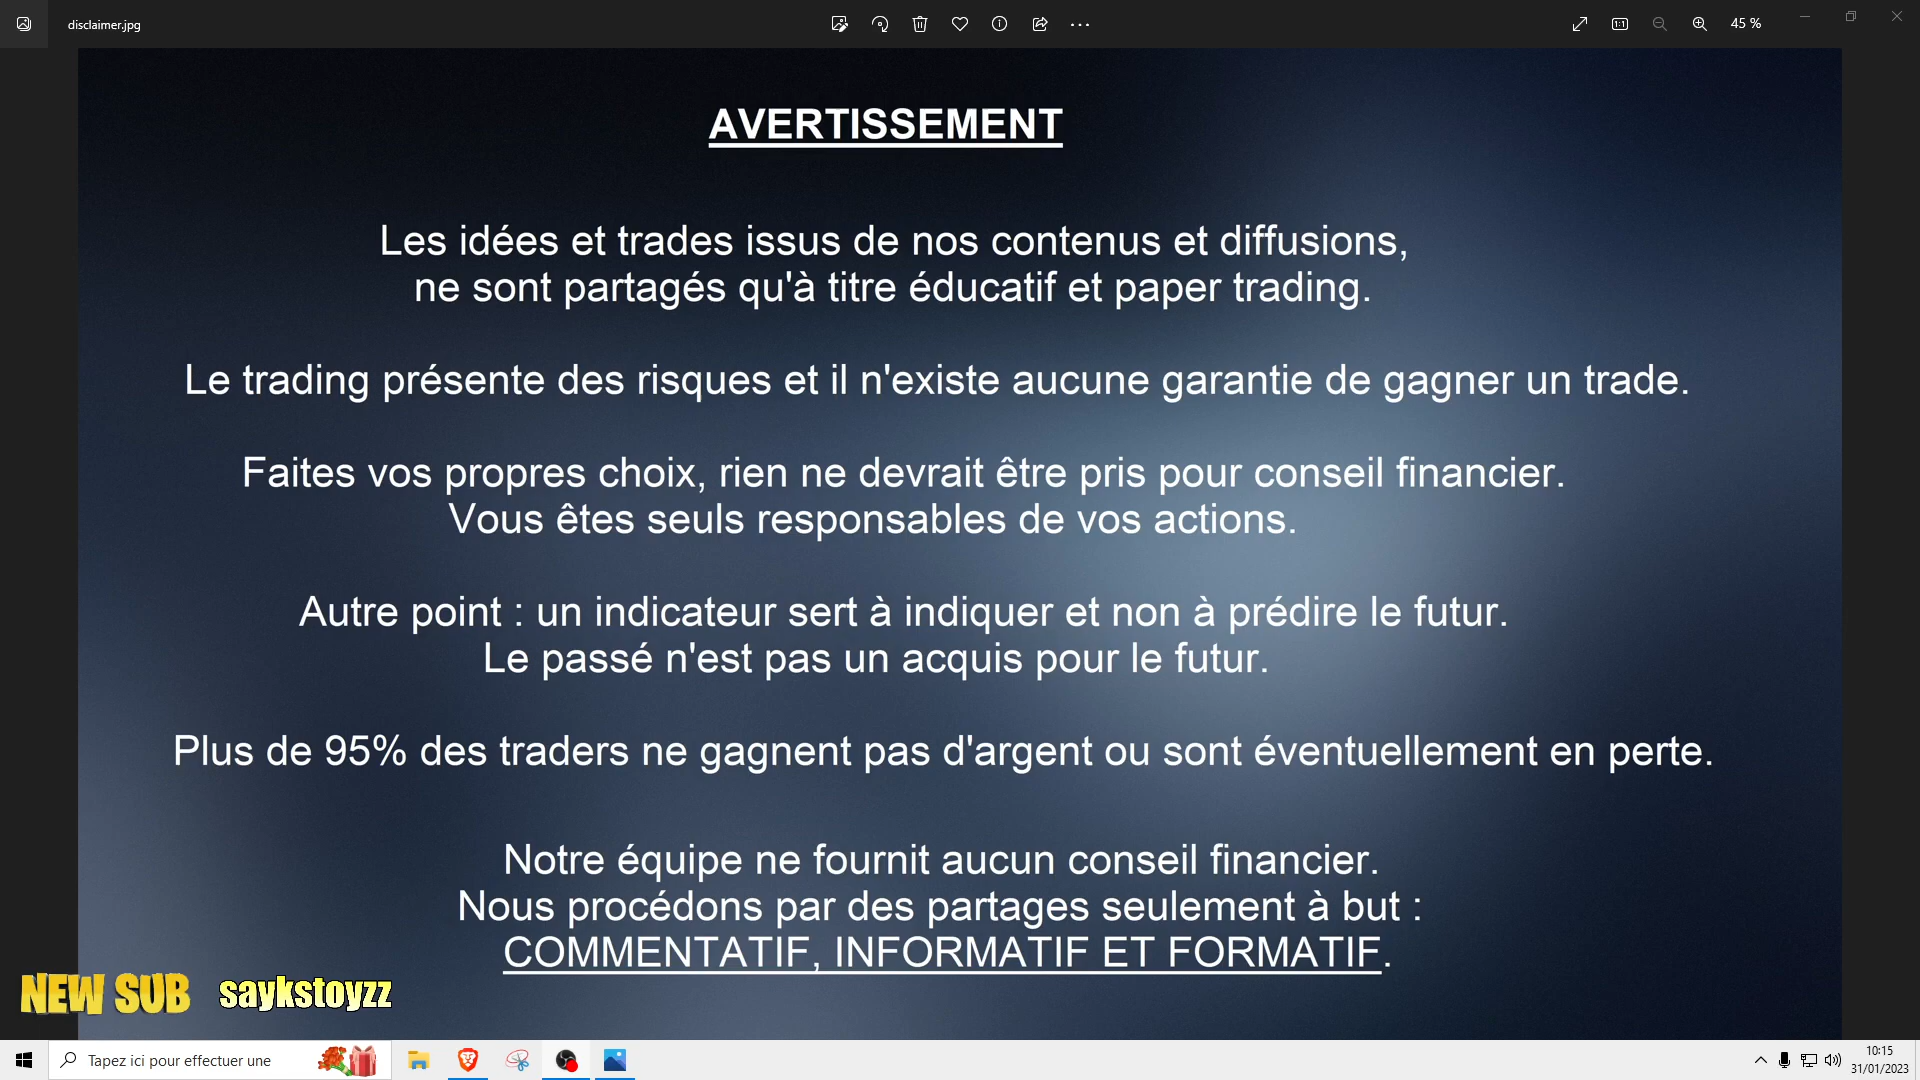 disclaimer.jpg
45 %
AVERTISSEMENT
Les idées et trades issus de nos contenus et diffusions,
ne sont partagés qu'à titre éducatif et paper trading.
Le trading présente des risques et il n'existe aucune garantie de gagner un trade.
Faites vos propres choix, rien ne devrait être pris pour conseil financier.
Vous êtes seuls responsables de vos actions.
Autre point : un indicateur sert à indiquer et non à prédire le futur.
Le passé n'est pas un acquis pour le futur.
Plus de 95% des traders ne gagnent pas d'argent ou sont éventuellement en perte.
Notre équipe ne fournit aucun conseil financier.
Nous procédons par des partages seulement à but :
COMMENTATIF, INFORMATIF ET FORMATIF.
NEW SUB saykstoyzz
Tapez ici pour effectuer une
10:15
31/01/2023